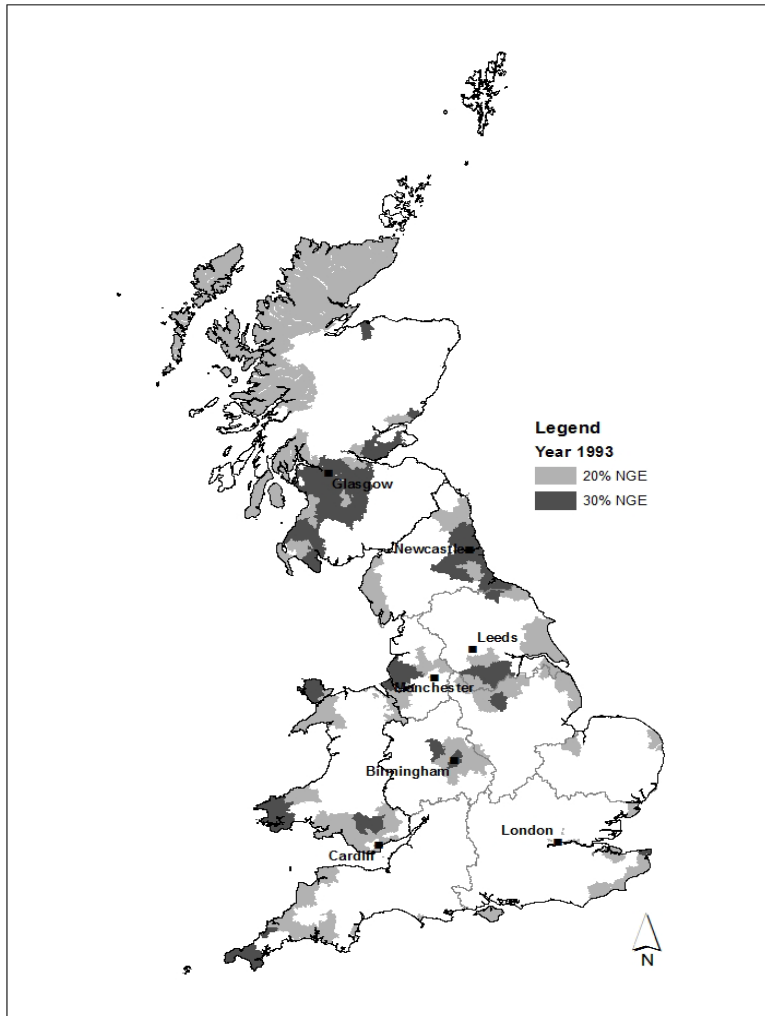 Legend
Year 1993
20% NGE
30% NGE
Glasgow
Newcastle
Leeds
Manchester
Birmingham
London
Cardiff
N